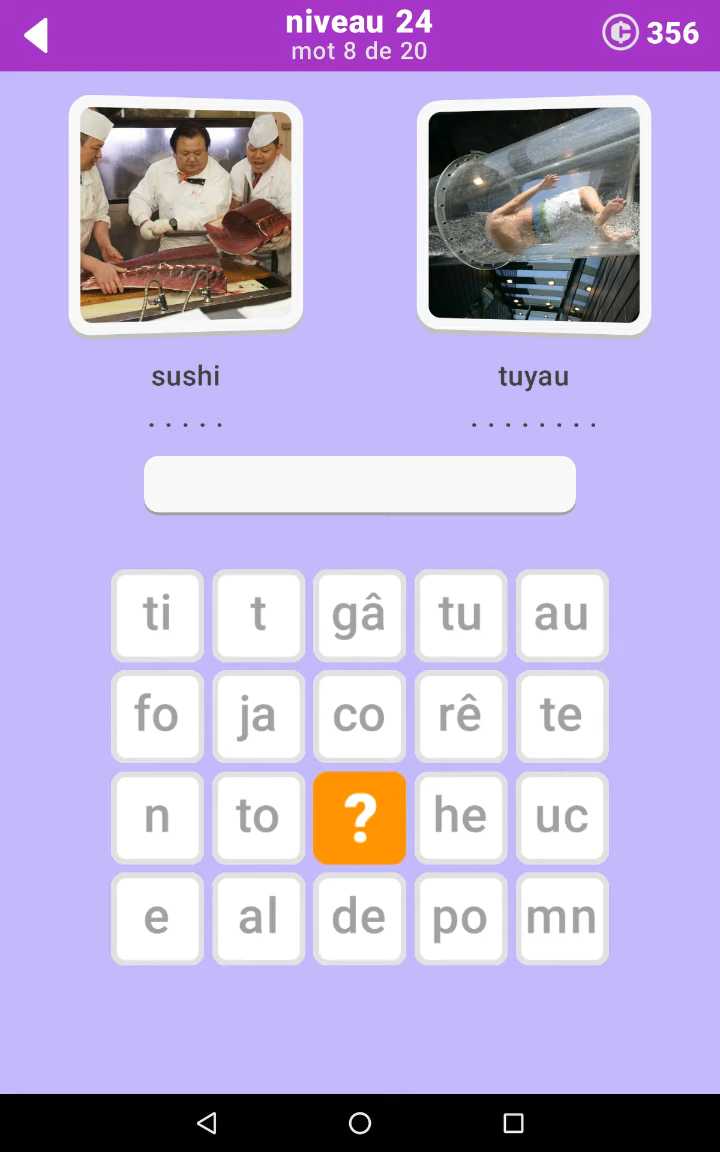 niveau 24
mot 8 de 20
356
sushi
tuyau
. . . . .
. . . . . . . .
ti t gâ tu au
fo ja co rê te
n to ? he uc
e al de po mn